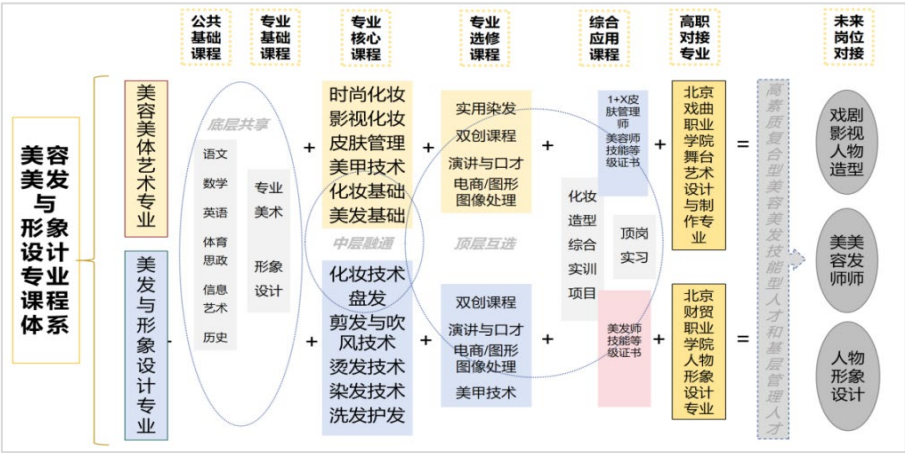 公共
基础
课程
专业
基础
课程
专业
核心
课程
专业
选修
课程
综合
应用
课程
高职
对接
专业
未来
岗位
对接
美容
美发
与
形象
设计
专业
课程
体系
美容美体艺术专业
美发与形象设计专业
底层共享
语文
数学
英语
体育
思政
信息
艺术
历史
专业
美术
形象
设计
+
+
时尚化妆
影视化妆
皮肤管理
美甲技术
化妆基础
美发基础
中层融通
化妆技术
盘发
剪发与吹
风技术
烫发技术
染发技术
洗发护发
+
+
实用染发
双创课程
演讲与口才
电商/图形
图像处理
顶层互选
双创课程
演讲与口才
电商/图形
图像处理
美甲技术
+
+
化妆
造型
综合
实训
项目
1+X皮
肤管理
师
美容师
技能等
级证书
顶岗
实习
美发师
技能等
级证书
+
+
北京
戏曲
职业
学院
舞台
艺术
设计
与制
作专
业
北京
财贸
职业
学院
人物
形象
设计
专业
=
=
高素质复合型美容美发技能型人才和基层管理人才
戏剧
影视
人物
造型
美美
容发
师师
人物
形象
设计